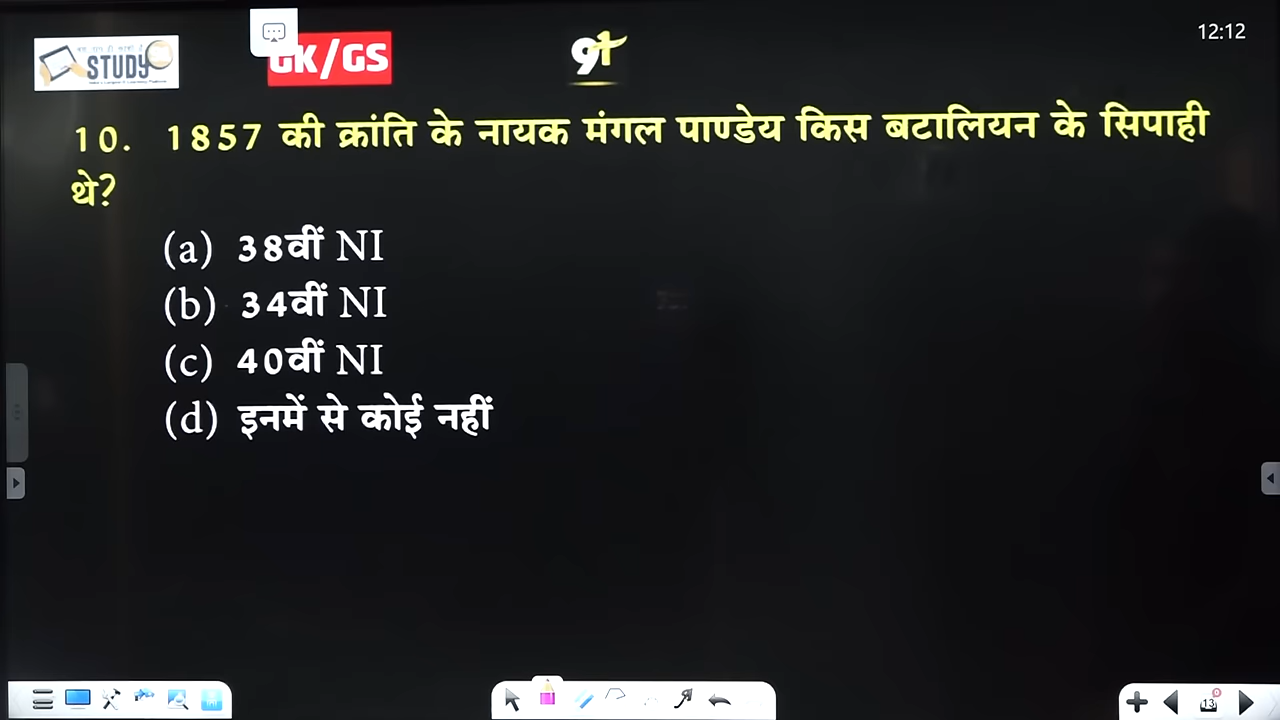 12:12
STUDY
GK/GS
10. 1857 की क्रांति के नायक मंगल पाण्डेय किस बटालियन के सिपाही
थे?
(a) 38वीं NI
(b) 34वीं NI
(c) 40वीं NI
(d) इनमें से कोई नहीं
13